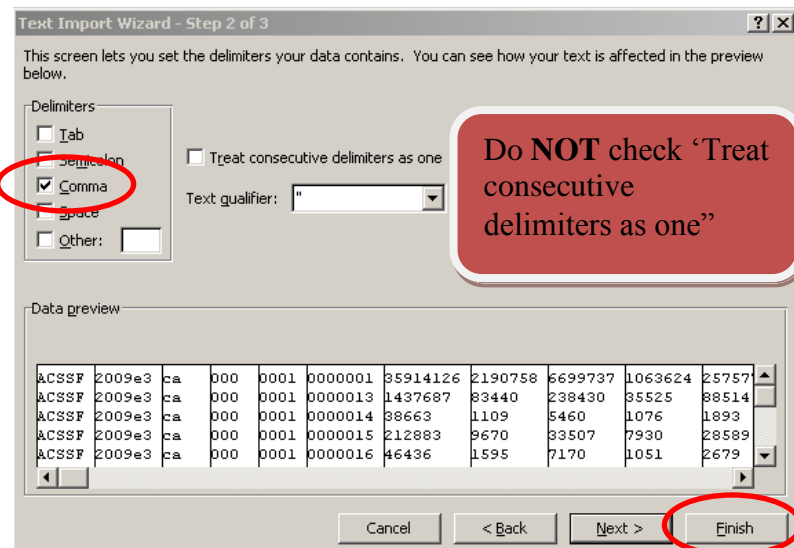 Text Import Wizard - Step 2 of 3
This screen lets you set the delimiters your data contains. You can see how your text is affected in the preview
below.
Delimiters
Tab
Semicolon
Comma
Space
Other:
Treat consecutive delimiters as one
Text qualifier: "
Do NOT check ‘Treat
consecutive
delimiters as one”
Data preview
ACSSF 2009e3 ca 000 0001 0000001 35914126 2190758 6699737 1063624 25757
ACSSF 2009e3 ca 000 0001 0000013 1437687 83440 238430 35525 88514
ACSSF 2009e3 ca 000 0001 0000014 38663 1109 5460 1076 1893
ACSSF 2009e3 ca 000 0001 0000015 212883 9670 33507 7930 28589
ACSSF 2009e3 ca 000 0001 0000016 46436 1595 7170 1051 2679
Cancel < Back Next > Finish